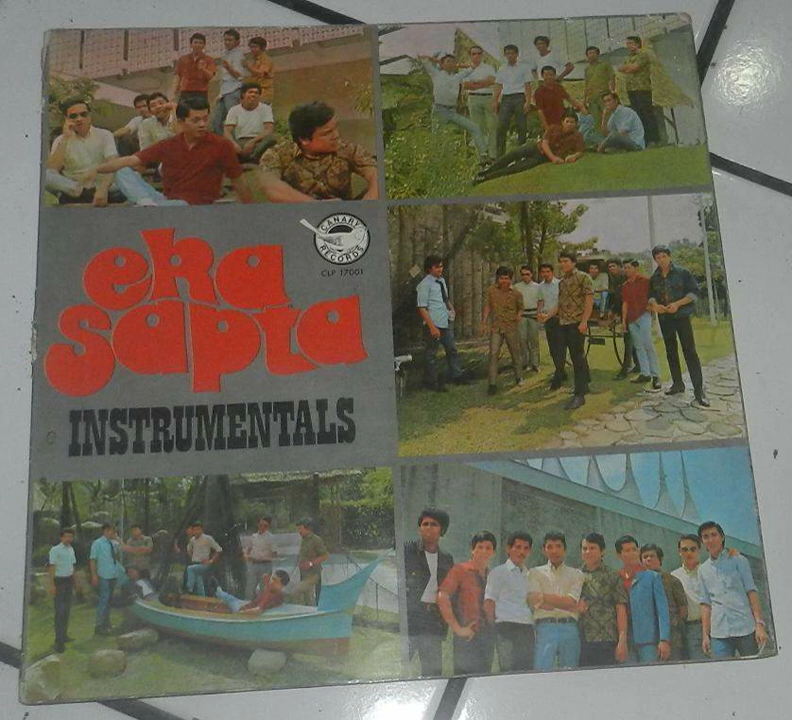 CANARY
RECORDS
CLP 17001
eka
sapta
INSTRUMENTALS